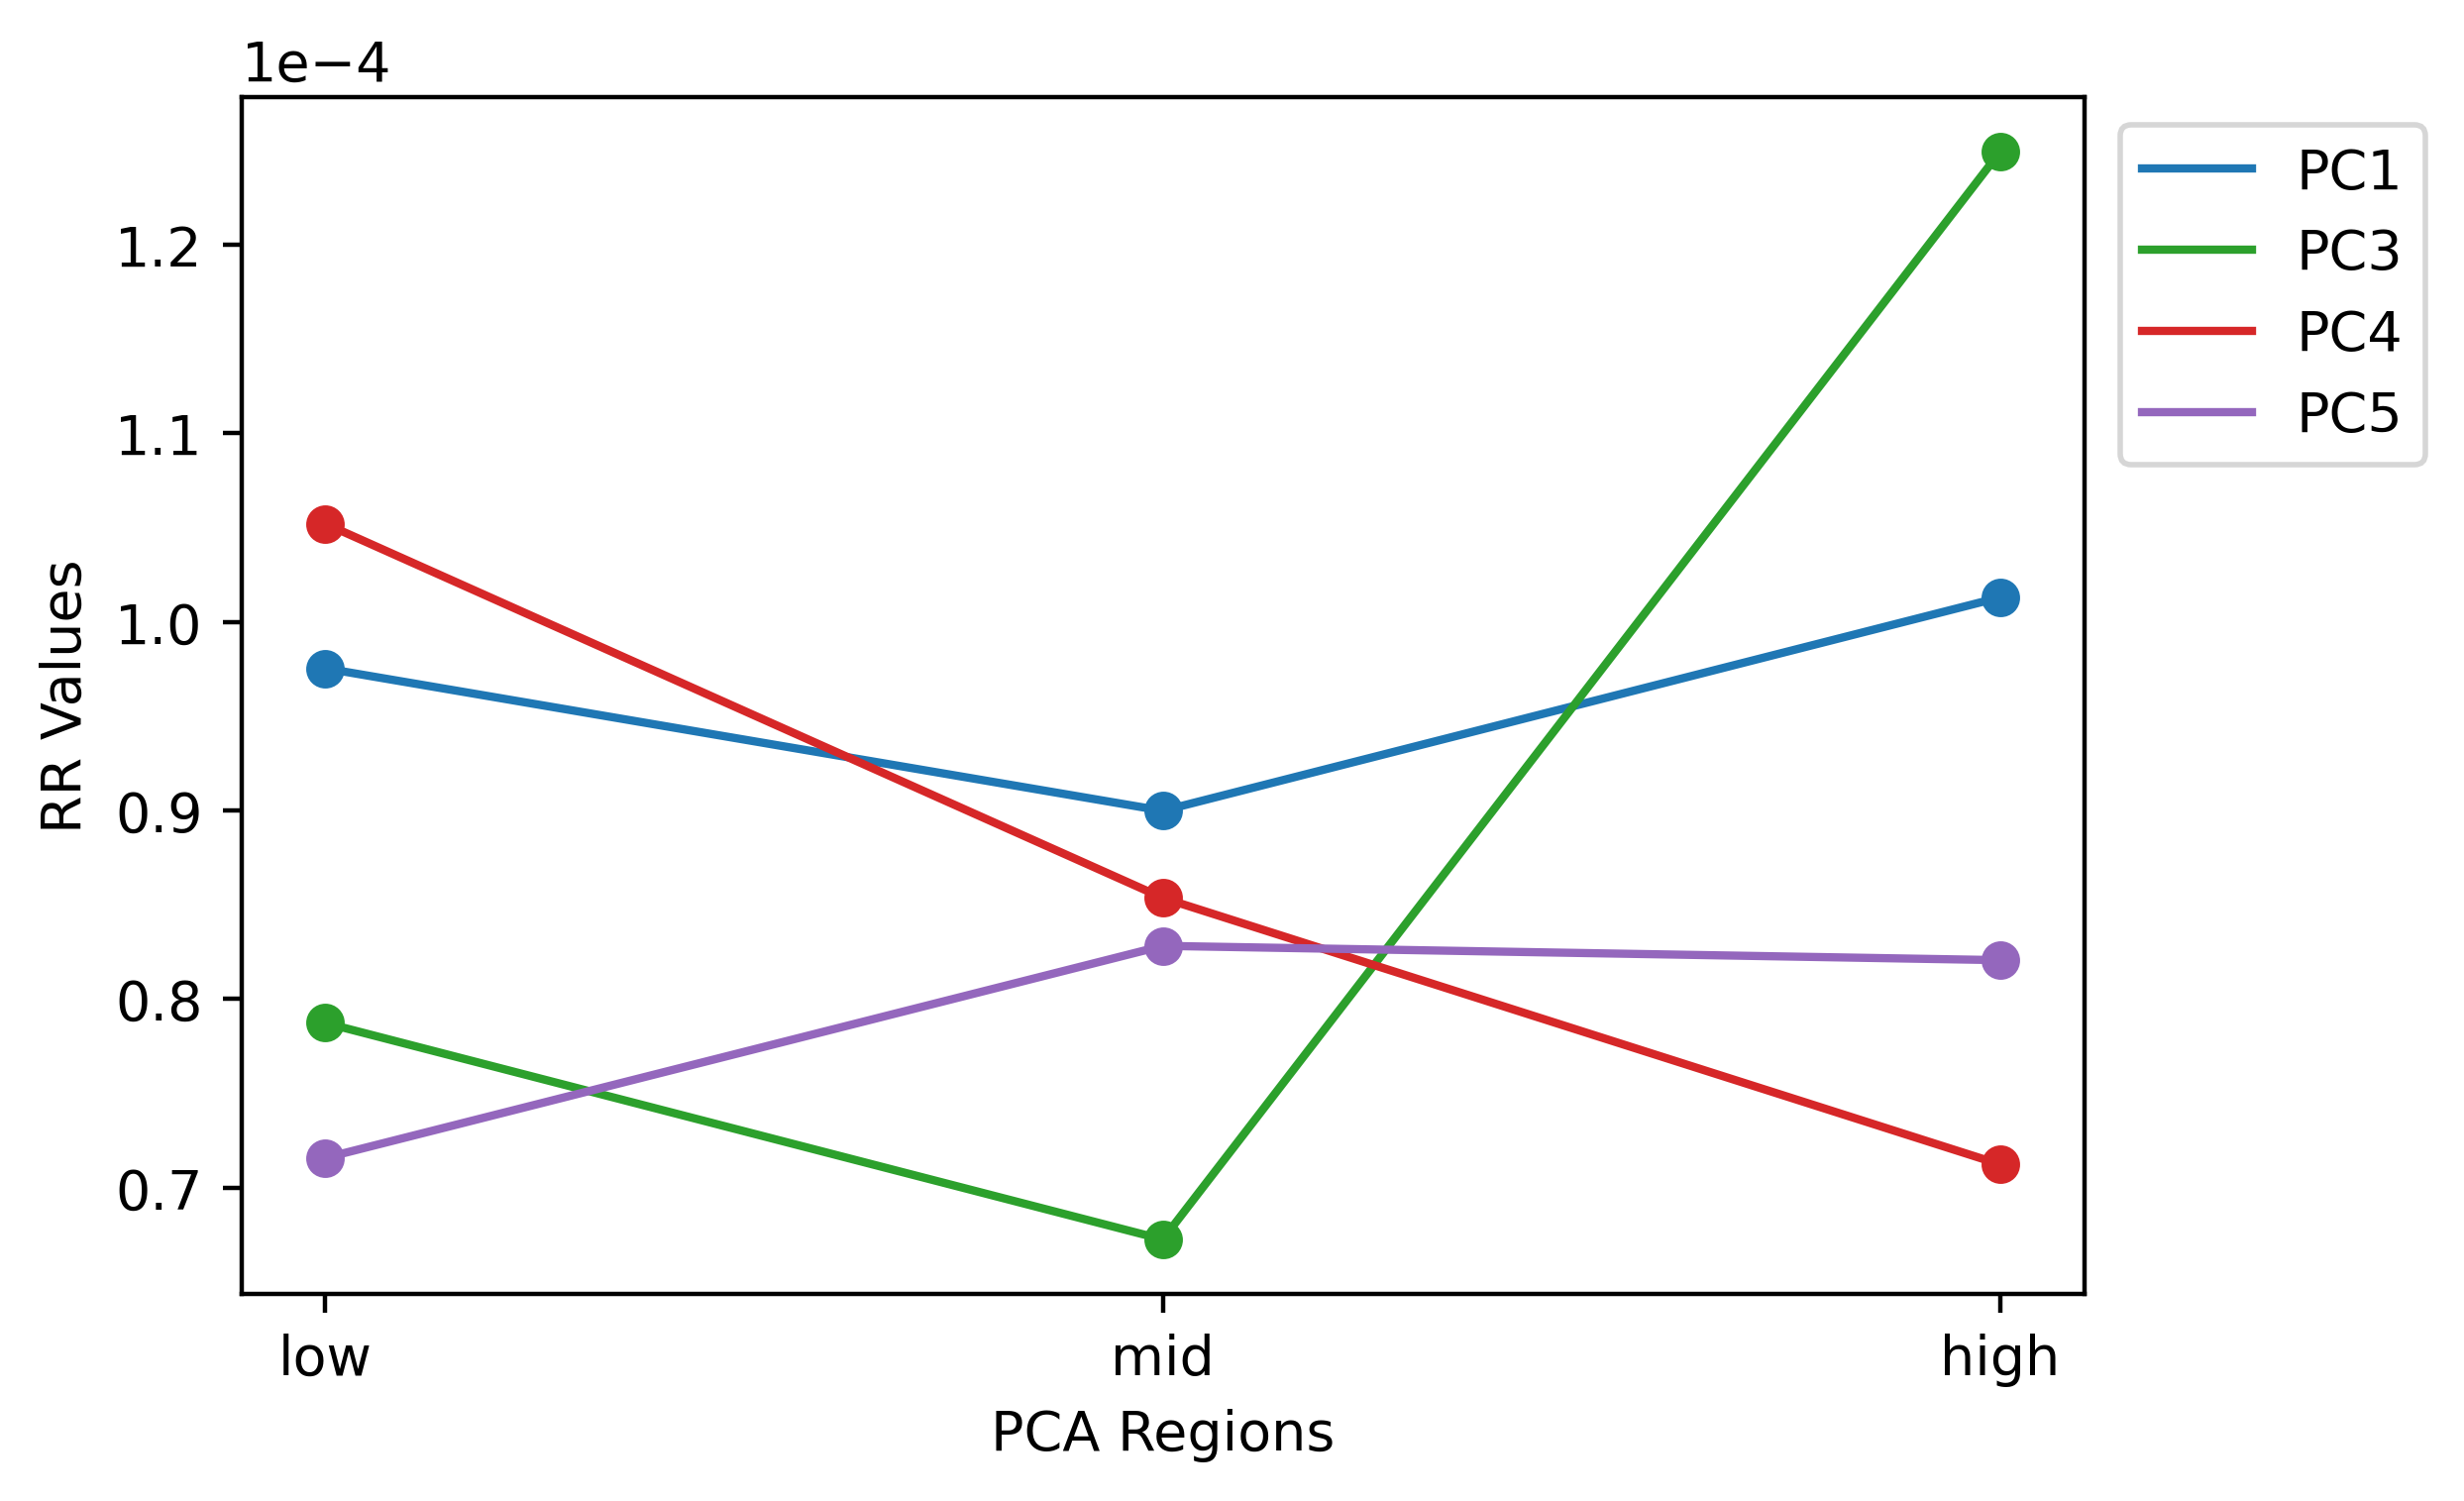 1e−4
1.2
1.1
1.0
0.9
0.8
0.7
RR Values
low
mid
high
PCA Regions
PC1
PC3
PC4
PC5